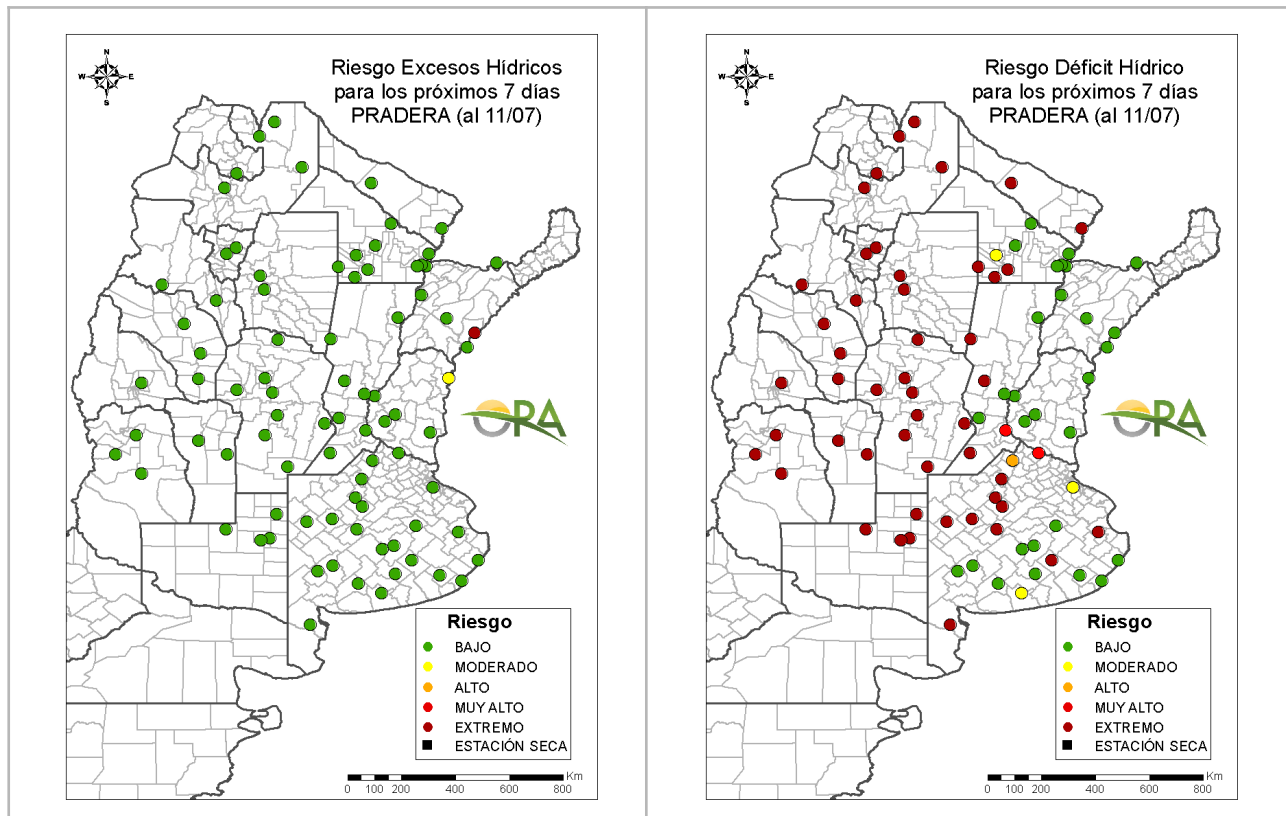 N
W E
S
Riesgo Excesos Hídricos
para los próximos 7 días
PRADERA (al 11/07)
ORA
Riesgo
BAJO
MODERADO
ALTO
MUY ALTO
EXTREMO
ESTACIÓN SECA
Km
0 100 200 400 600 800
N
W E
S
Riesgo Déficit Hídrico
para los próximos 7 días
PRADERA (al 11/07)
ORA
Riesgo
BAJO
MODERADO
ALTO
MUY ALTO
EXTREMO
ESTACIÓN SECA
Km
0 100 200 400 600 800